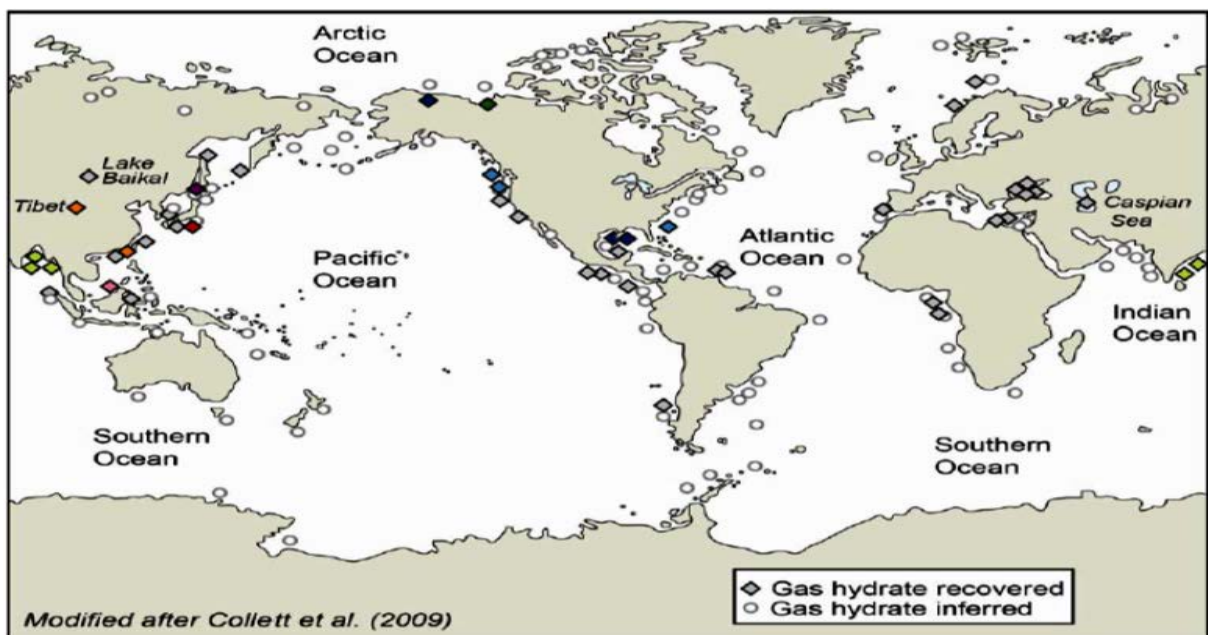 Arctic
Ocean
Lake
Baikal
Tibet
Caspian
Sea
Atlantic
Ocean
Pacific
Ocean
Indian
Ocean
Southern
Ocean
Southern
Ocean
Gas hydrate recovered
Gas hydrate inferred
Modified after Collett et al. (2009)